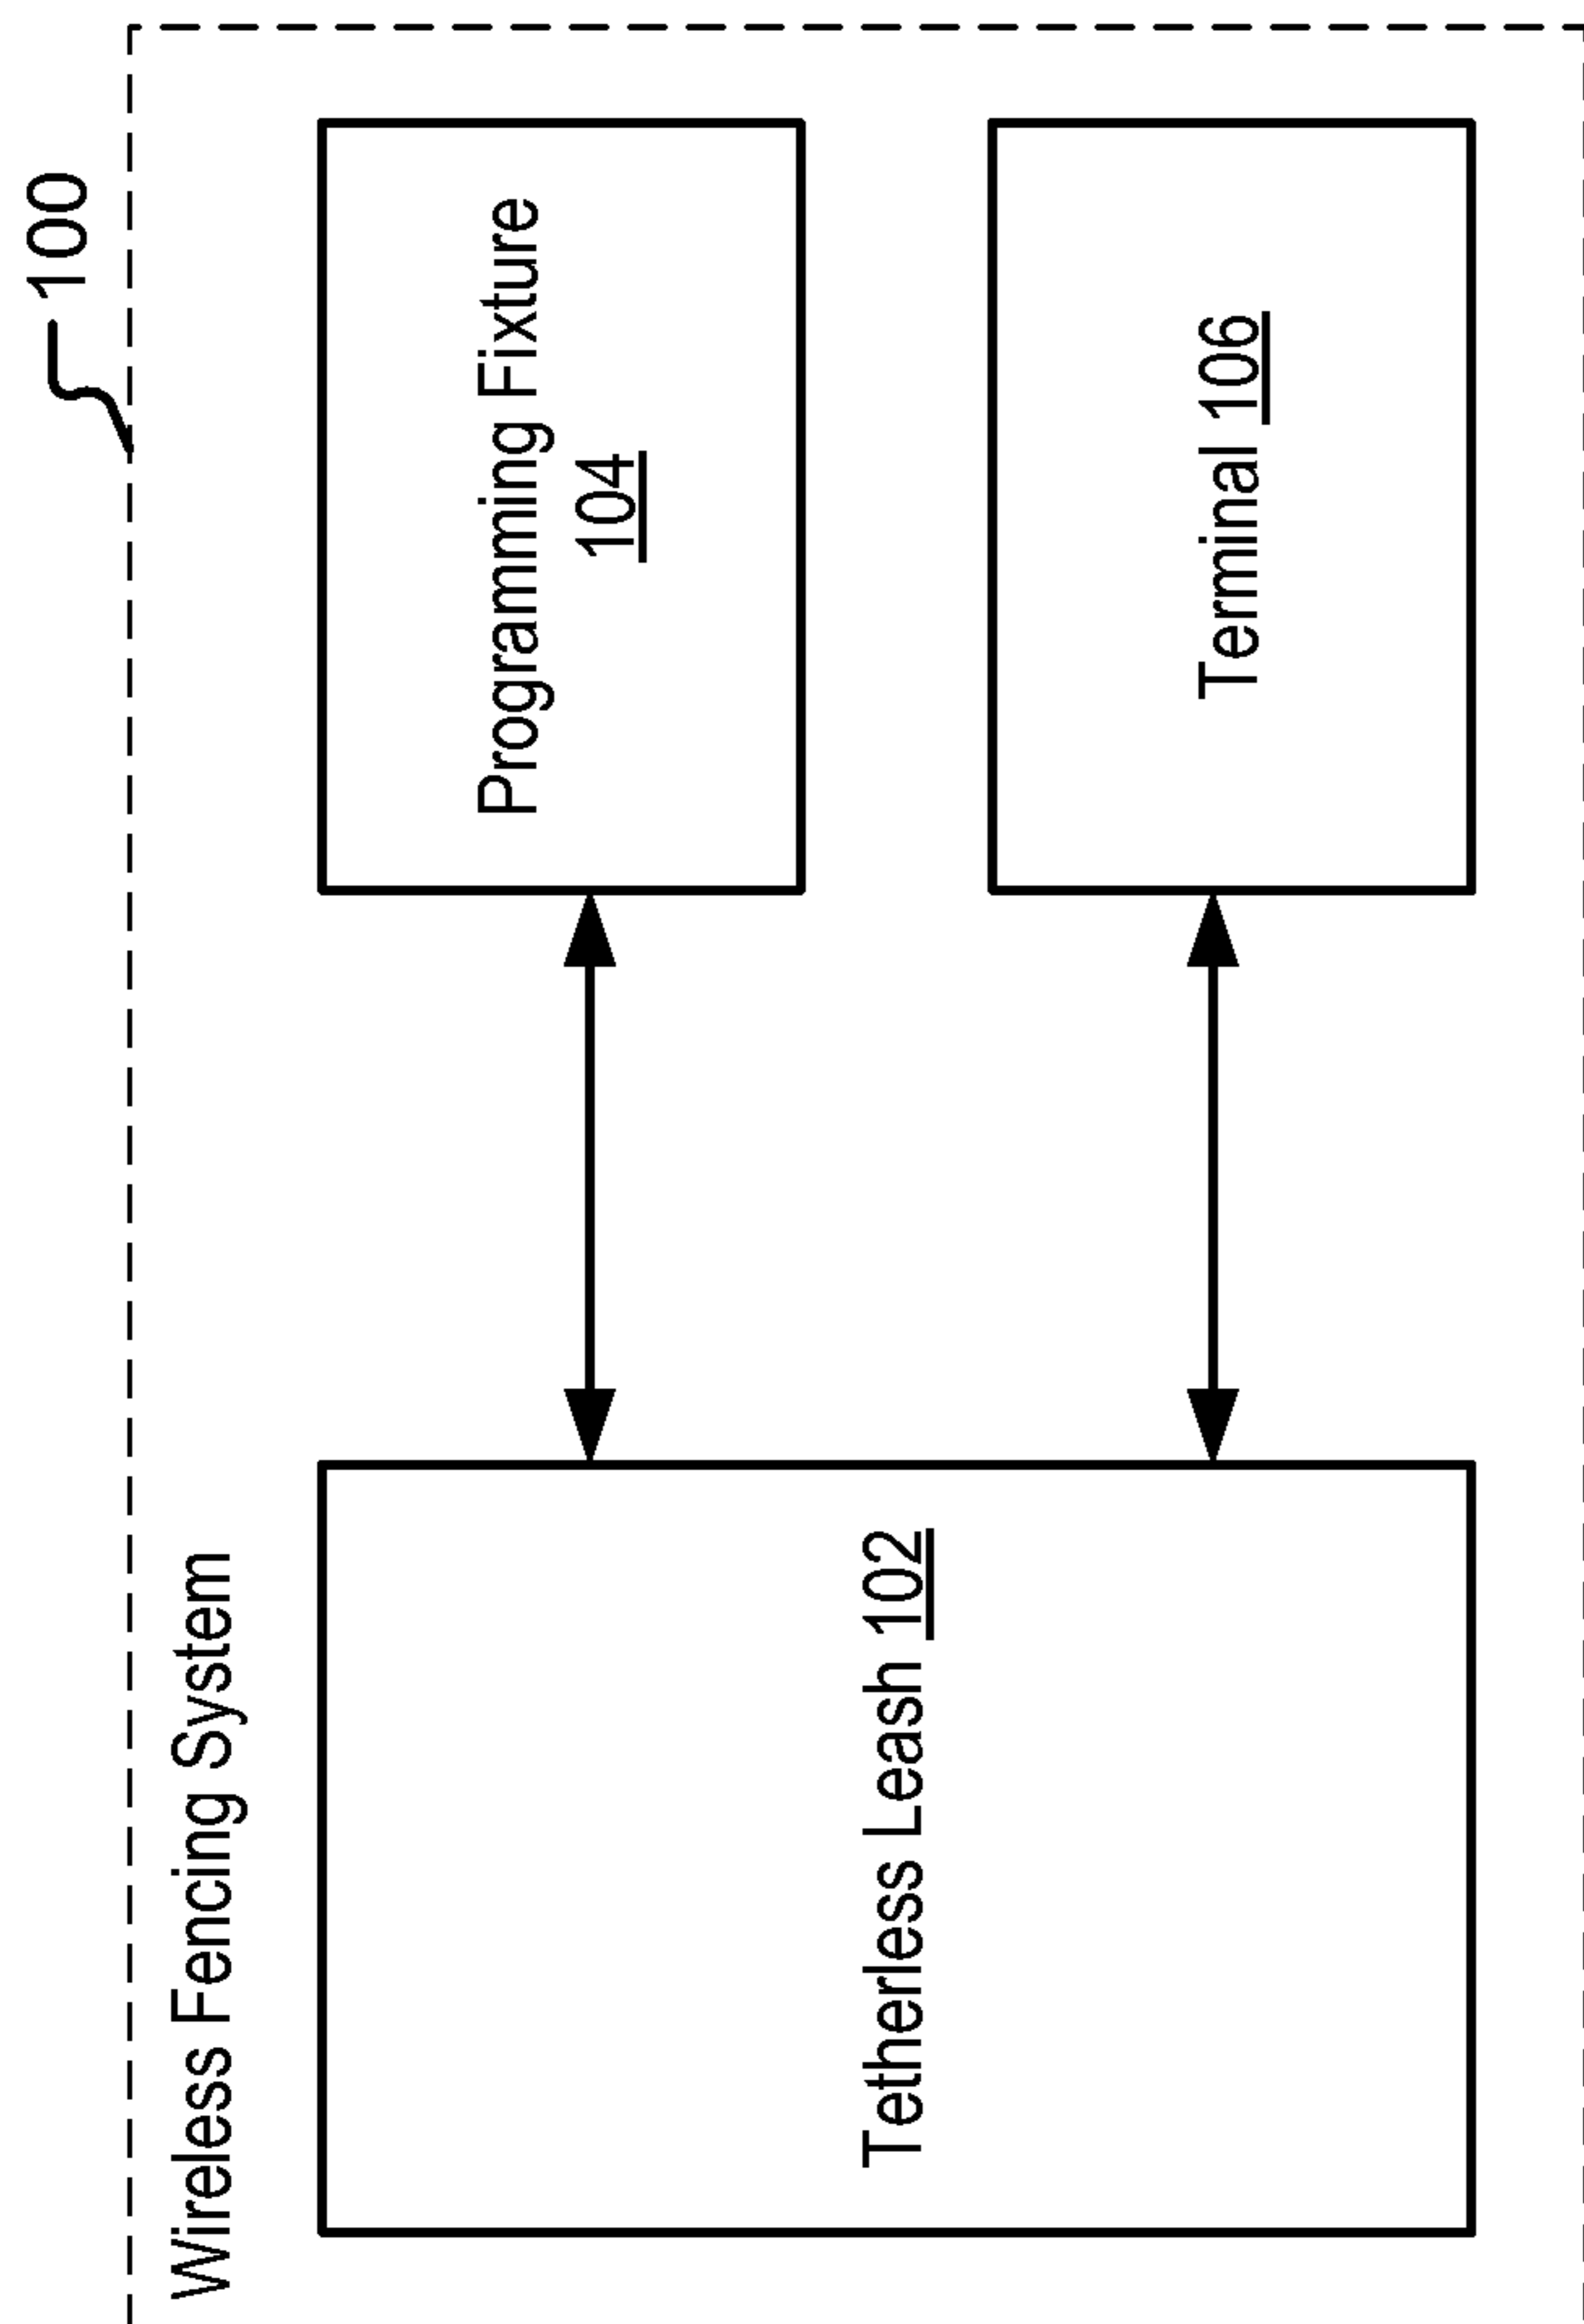 100
Wireless Fencing System
Tetherless Leash 102
Programming Fixture
104
Terminal 106